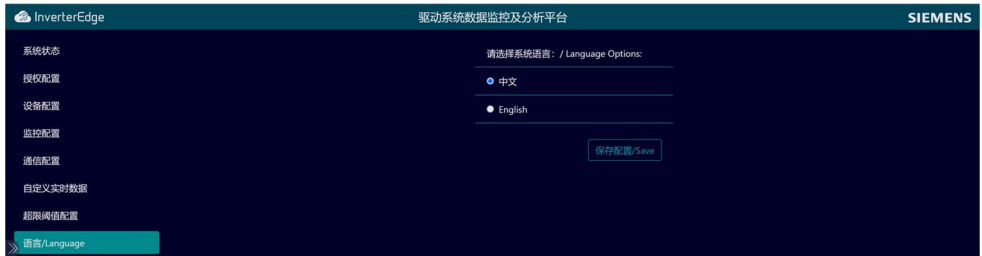 InverterEdge
驱动系统数据监控及分析平台
SIEMENS
系统状态
授权配置
设备配置
监控配置
通信配置
自定义实时数据
超限阈值配置
语言/Language
请选择系统语言：/ Language Options:
中文
English
保存配置/Save